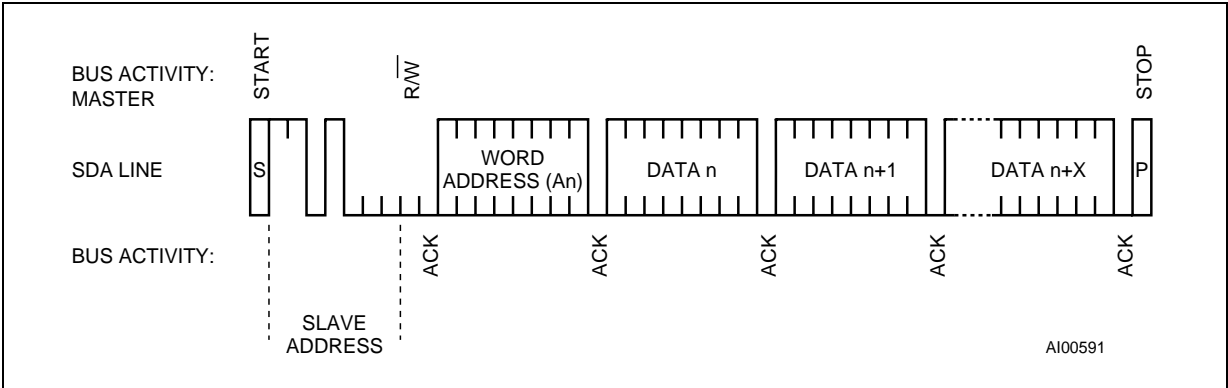 BUS ACTIVITY:
MASTER
START
R/W̅
STOP
SDA LINE
S
WORD
ADDRESS (An)
DATA n
DATA n+1
DATA n+X
P
BUS ACTIVITY:
ACK
ACK
ACK
ACK
ACK
SLAVE
ADDRESS
AI00591